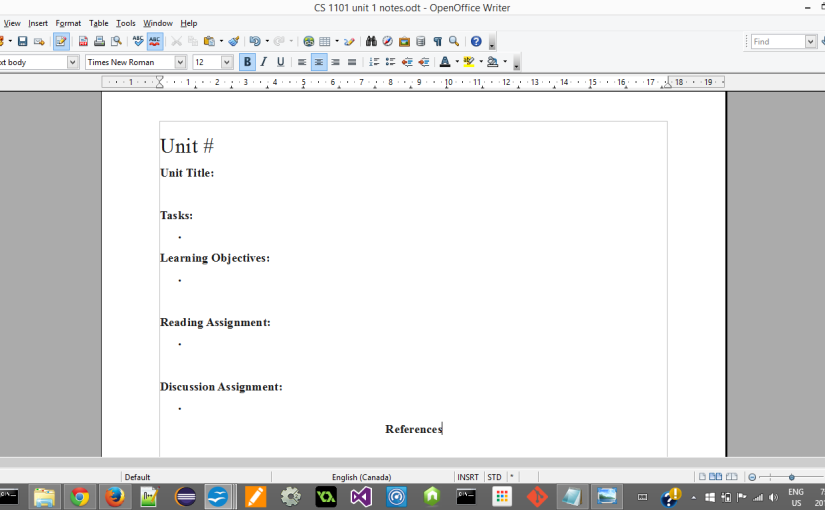 CS 1101 unit 1 notes.odt - OpenOffice Writer
View Insert Format Table Tools Window Help
Find
xt body Times New Roman 12 B I U
1 1 2 3 4 5 6 7 8 9 10 11 12 13 14 15 16 17 18 19
Unit #
Unit Title:
Tasks:
•
Learning Objectives:
•
Reading Assignment:
•
Discussion Assignment:
•
References
Default English (Canada) INSRT STD *
ENG
US